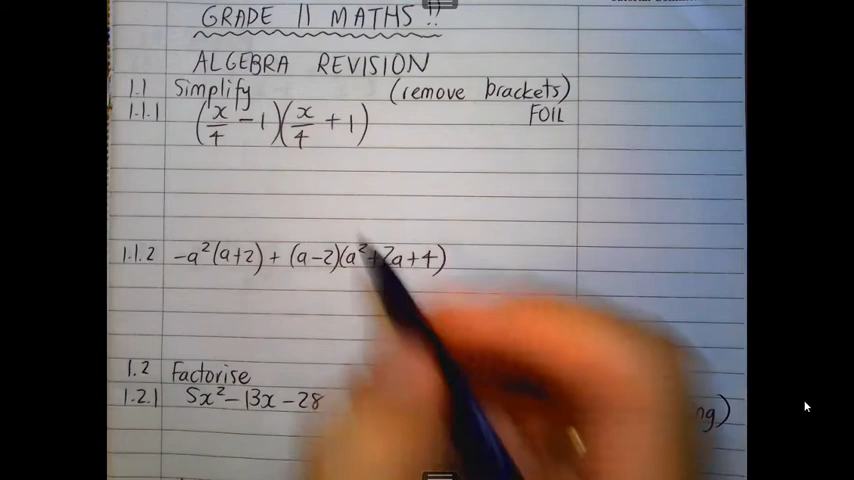 GRADE 11 MATHS !!
ALGEBRA REVISION
1.1 Simplify (remove brackets)
1.1.1 (x/4 - 1)(x/4 + 1) FOIL
1.1.2 -a²(a+2) + (a-2)(a²+2a+4)
1.2 Factorise
1.2.1 5x² - 13x - 28 ng)